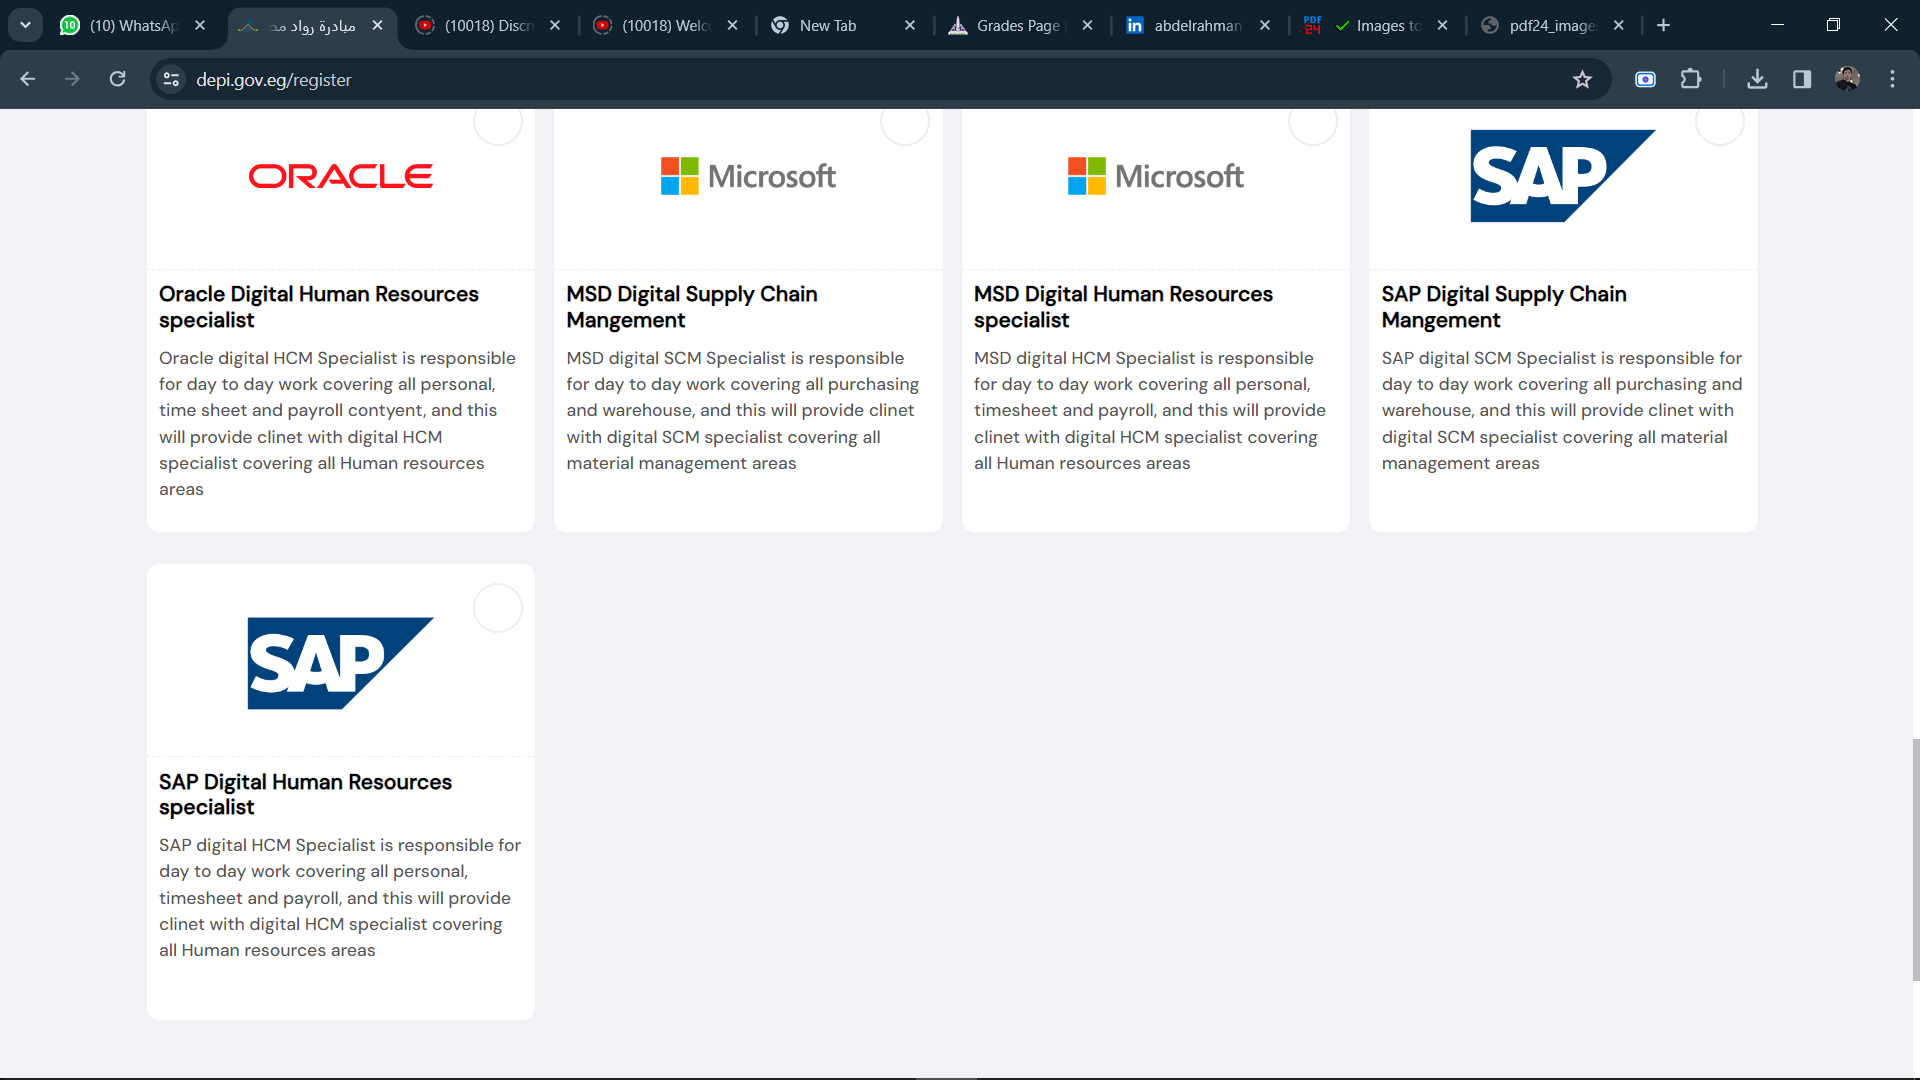 10
(10) WhatsAp
مبادرة رواد مص
(10018) Discr
(10018) Welc
New Tab
Grades Page
in
abdelrahman
PDF
24
Images to
pdf24_image
depi.gov.eg/register
ORACLE
Microsoft
Microsoft
SAP
Oracle Digital Human Resources
specialist
Oracle digital HCM Specialist is responsible
for day to day work covering all personal,
time sheet and payroll contyent, and this
will provide clinet with digital HCM
specialist covering all Human resources
areas
MSD Digital Supply Chain
Mangement
MSD digital SCM Specialist is responsible
for day to day work covering all purchasing
and warehouse, and this will provide clinet
with digital SCM specialist covering all
material management areas
MSD Digital Human Resources
specialist
MSD digital HCM Specialist is responsible
for day to day work covering all personal,
timesheet and payroll, and this will provide
clinet with digital HCM specialist covering
all Human resources areas
SAP Digital Supply Chain
Mangement
SAP digital SCM Specialist is responsible for
day to day work covering all purchasing and
warehouse, and this will provide clinet with
digital SCM specialist covering all material
management areas
SAP
SAP Digital Human Resources
specialist
SAP digital HCM Specialist is responsible for
day to day work covering all personal,
timesheet and payroll, and this will provide
clinet with digital HCM specialist covering
all Human resources areas